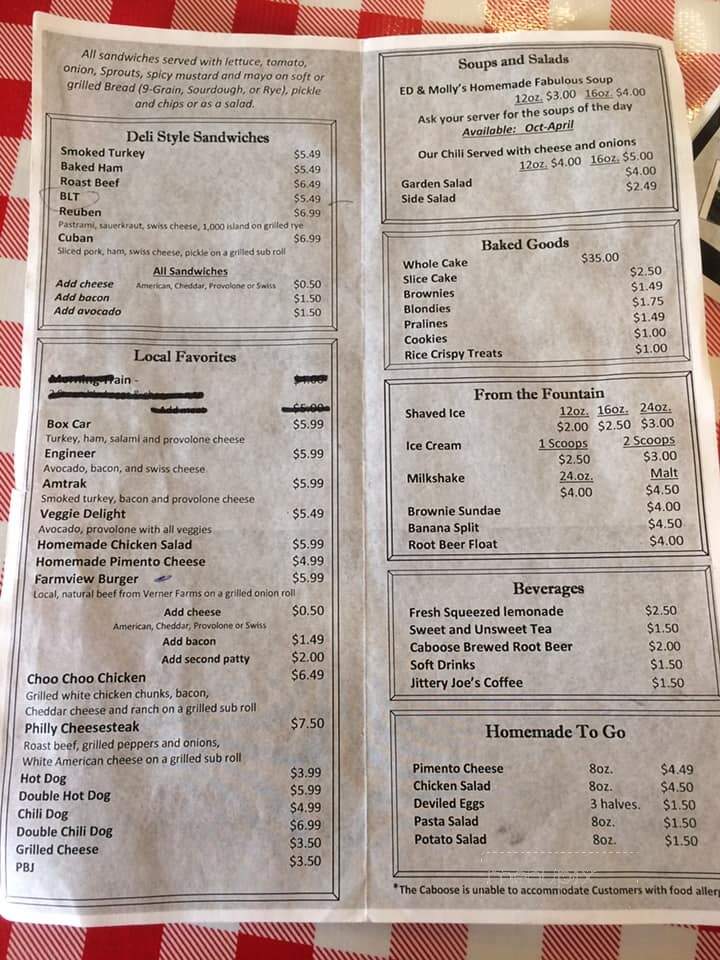 All sandwiches served with lettuce, tomato,
onion, Sprouts, spicy mustard and mayo on soft or
grilled Bread (9-Grain, Sourdough, or Rye), pickle
and chips or as a salad.
Deli Style Sandwiches
Smoked Turkey $5.49
Baked Ham $5.49
Roast Beef $6.49
BLT $5.49
Reuben $6.99
Pastrami, sauerkraut, swiss cheese, 1,000 island on grilled rye
Cuban $6.99
Sliced pork, ham, swiss cheese, pickle on a grilled sub roll
All Sandwiches
Add cheese American, Cheddar, Provolone or Swiss $0.50
Add bacon $1.50
Add avocado $1.50
Local Favorites
Morning Train - $4.00
Add meat $5.00
Box Car $5.99
Turkey, ham, salami and provolone cheese
Engineer $5.99
Avocado, bacon, and swiss cheese
Amtrak $5.99
Smoked turkey, bacon and provolone cheese
Veggie Delight $5.49
Avocado, provolone with all veggies
Homemade Chicken Salad $5.99
Homemade Pimento Cheese $4.99
Farmview Burger $5.99
Local, natural beef from Verner Farms on a grilled onion roll
Add cheese $0.50
American, Cheddar, Provolone or Swiss
Add bacon $1.49
Add second patty $2.00
Choo Choo Chicken $6.49
Grilled white chicken chunks, bacon,
Cheddar cheese and ranch on a grilled sub roll
Philly Cheesesteak $7.50
Roast beef, grilled peppers and onions,
White American cheese on a grilled sub roll
Hot Dog $3.99
Double Hot Dog $5.99
Chili Dog $4.99
Double Chili Dog $6.99
Grilled Cheese $3.50
PBJ $3.50
Soups and Salads
ED & Molly's Homemade Fabulous Soup
12oz. $3.00 16oz. $4.00
Ask your server for the soups of the day
Available: Oct-April
Our Chili Served with cheese and onions
12oz. $4.00 16oz. $5.00
Garden Salad $4.00
Side Salad $2.49
Baked Goods
Whole Cake $35.00
Slice Cake $2.50
Brownies $1.49
Blondies $1.75
Pralines $1.49
Cookies $1.00
Rice Crispy Treats $1.00
From the Fountain
Shaved Ice 12oz. 16oz. 24oz.
$2.00 $2.50 $3.00
Ice Cream 1 Scoops 2 Scoops
$2.50 $3.00
Milkshake 24.oz. Malt
$4.00 $4.50
Brownie Sundae $4.00
Banana Split $4.50
Root Beer Float $4.00
Beverages
Fresh Squeezed lemonade $2.50
Sweet and Unsweet Tea $1.50
Caboose Brewed Root Beer $2.00
Soft Drinks $1.50
Jittery Joe's Coffee $1.50
Homemade To Go
Pimento Cheese 8oz. $4.49
Chicken Salad 8oz. $4.50
Deviled Eggs 3 halves. $1.50
Pasta Salad 8oz. $1.50
Potato Salad 8oz. $1.50
*The Caboose is unable to accommodate Customers with food aller